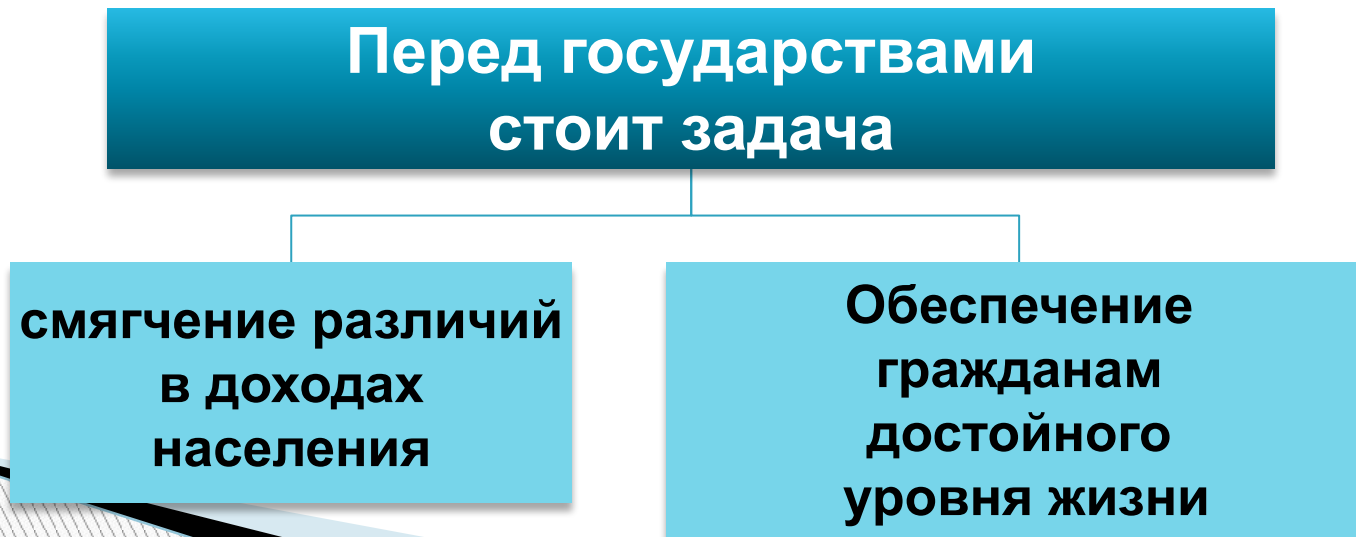 Перед государствами
стоит задача
смягчение различий
в доходах
населения
Обеспечение
гражданам
достойного
уровня жизни